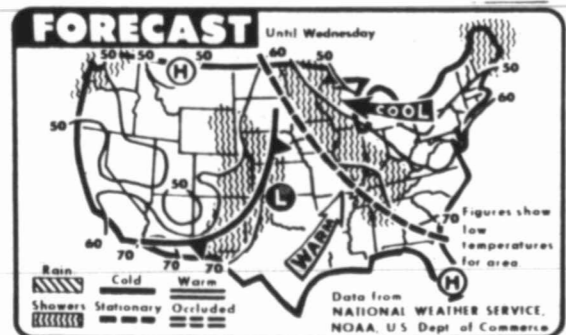 FORECAST
Until Wednesday
50 50 50 50 60 50
H
50
60
COOL
50
50
L
WARM
60
70
70
70
70
H
Figures show
low
temperatures
for area.
Rain
Cold
Warm
Showers
Stationary
Occluded
Data from
NATIONAL WEATHER SERVICE,
NOAA, U S Dept of Commerce